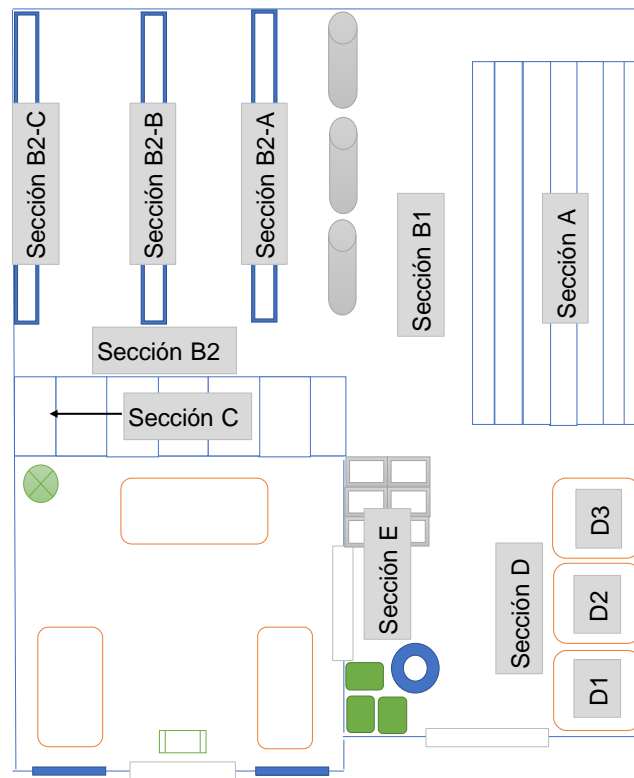 Sección B2-C
Sección B2-B
Sección B2-A
Sección B1
Sección A
Sección B2
Sección C
Sección E
Sección D
D3
D2
D1